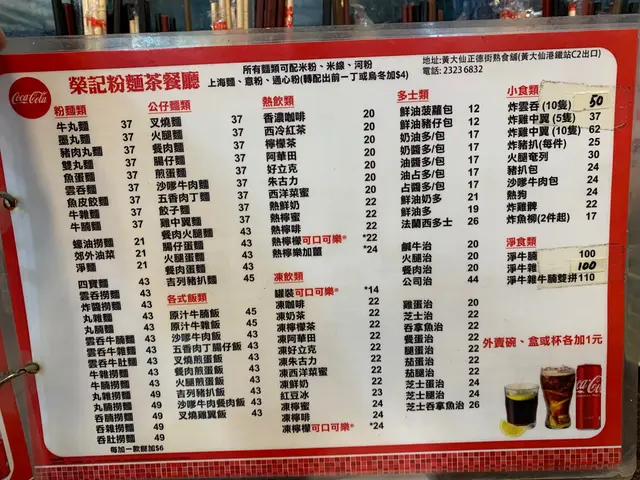 榮記粉麵茶餐廳
所有麵類可配米粉、米線、河粉
上海麵、意粉、通心粉(轉配出前一丁或烏冬加$4)
地址:黃大仙正德街熟食舖(黃大仙港鐵站C2出口)
電話: 2323 6832
Coca-Cola
粉麵類
牛丸麵 37
墨丸麵 37
豬肉丸麵 37
雙丸麵 37
魚蛋麵 37
雲吞麵 37
魚皮餃麵 37
牛雜麵 37
牛腩麵 37
蠔油撈麵 21
郊外油菜 21
淨麵 21
四寶麵 43
雲吞撈麵 43
炸醬撈麵 43
丸雜麵 43
丸腩麵 43
雲吞牛腩麵 43
雲吞牛雜麵 43
雲吞牛肚麵 43
牛雜撈麵 43
牛腩撈麵 43
丸雜撈麵 49
丸腩撈麵 49
吞腩撈麵 49
吞雜撈麵 49
吞肚撈麵 49
每加一款餸加$6
公仔麵類
叉燒麵 37
火腿麵 37
餐肉麵 37
腸仔麵 37
煎蛋麵 37
沙嗲牛肉麵 37
五香肉丁麵 37
餃子麵 37
雞中翼麵 37
餐肉火腿麵 43
腸仔蛋麵 43
火腿蛋麵 43
餐肉蛋麵 43
吉列豬扒麵 45
各式飯類
原汁牛腩飯 45
原汁牛雜飯 45
沙嗲牛肉飯 43
五香肉丁腸仔飯 43
叉燒煎蛋飯 43
餐肉煎蛋飯 43
火腿煎蛋飯 43
吉列豬扒飯 43
沙嗲牛肉餐肉飯 43
叉燒雞翼飯 43
熱飲類
香濃咖啡 20
西冷紅茶 20
檸檬茶 20
阿華田 20
好立克 20
朱古力 20
西洋菜蜜 20
熱鮮奶 20
熱檸蜜 22
熱檸啡 22
熱檸檬可口可樂 *22
熱檸樂加薑 *24
凍飲類
罐裝可口可樂 *14
凍咖啡 22
凍奶茶 22
凍檸檬茶 22
凍阿華田 22
凍好立克 22
凍朱古力 22
凍西洋菜蜜 22
凍鮮奶 22
紅豆冰 23
凍檸蜜 24
凍檸啡 24
凍檸檬可口可樂 *24
多士類
鮮油菠蘿包 12
鮮油豬仔包 12
奶油多/包 17
奶醬多/包 17
油醬多/包 17
油占多/包 17
占醬多/包 17
鮮油奶多 21
鮮油多 19
法蘭西多士 26
鹹牛治 20
火腿治 20
餐肉治 20
公司治 44
雞蛋治 20
芝士治 22
吞拿魚治 22
餐蛋治 22
腿蛋治 22
茄蛋治 22
茄腿治 22
芝士蛋治 24
芝士腿治 24
芝士吞拿魚治 26
小食類
炸雲吞 (10隻) 50
炸雞中翼 (5隻) 37
炸雞中翼 (10隻) 62
炸豬扒(每件) 25
火腿奄列 30
豬扒包 24
沙嗲牛肉包 24
熱狗 24
炸雞髀 22
炸魚柳(2件起) 17
淨食類
淨牛腩 100
淨牛雜 100
淨牛雜牛腩雙拼 110
外賣碗、盒或杯各加1元